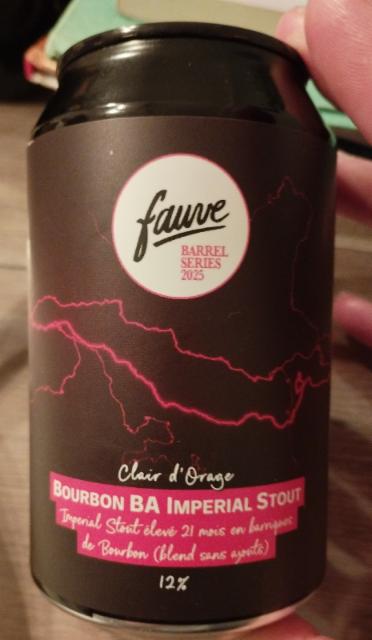 fauve
BARREL
SERIES
2025
Clair d'Orage
BOURBON BA IMPERIAL STOUT
Imperial Stout élevé 21 mois en barriques
de Bourbon (blend sans ajouts)
12%